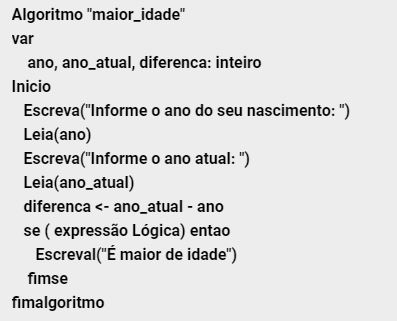 Algoritmo "maior_idade"
var
ano, ano_atual, diferenca: inteiro
Inicio
Escreva("Informe o ano do seu nascimento: ")
Leia(ano)
Escreva("Informe o ano atual: ")
Leia(ano_atual)
diferenca <- ano_atual - ano
se ( expressão Lógica) entao
Escreval("É maior de idade")
fimse
fimalgoritmo